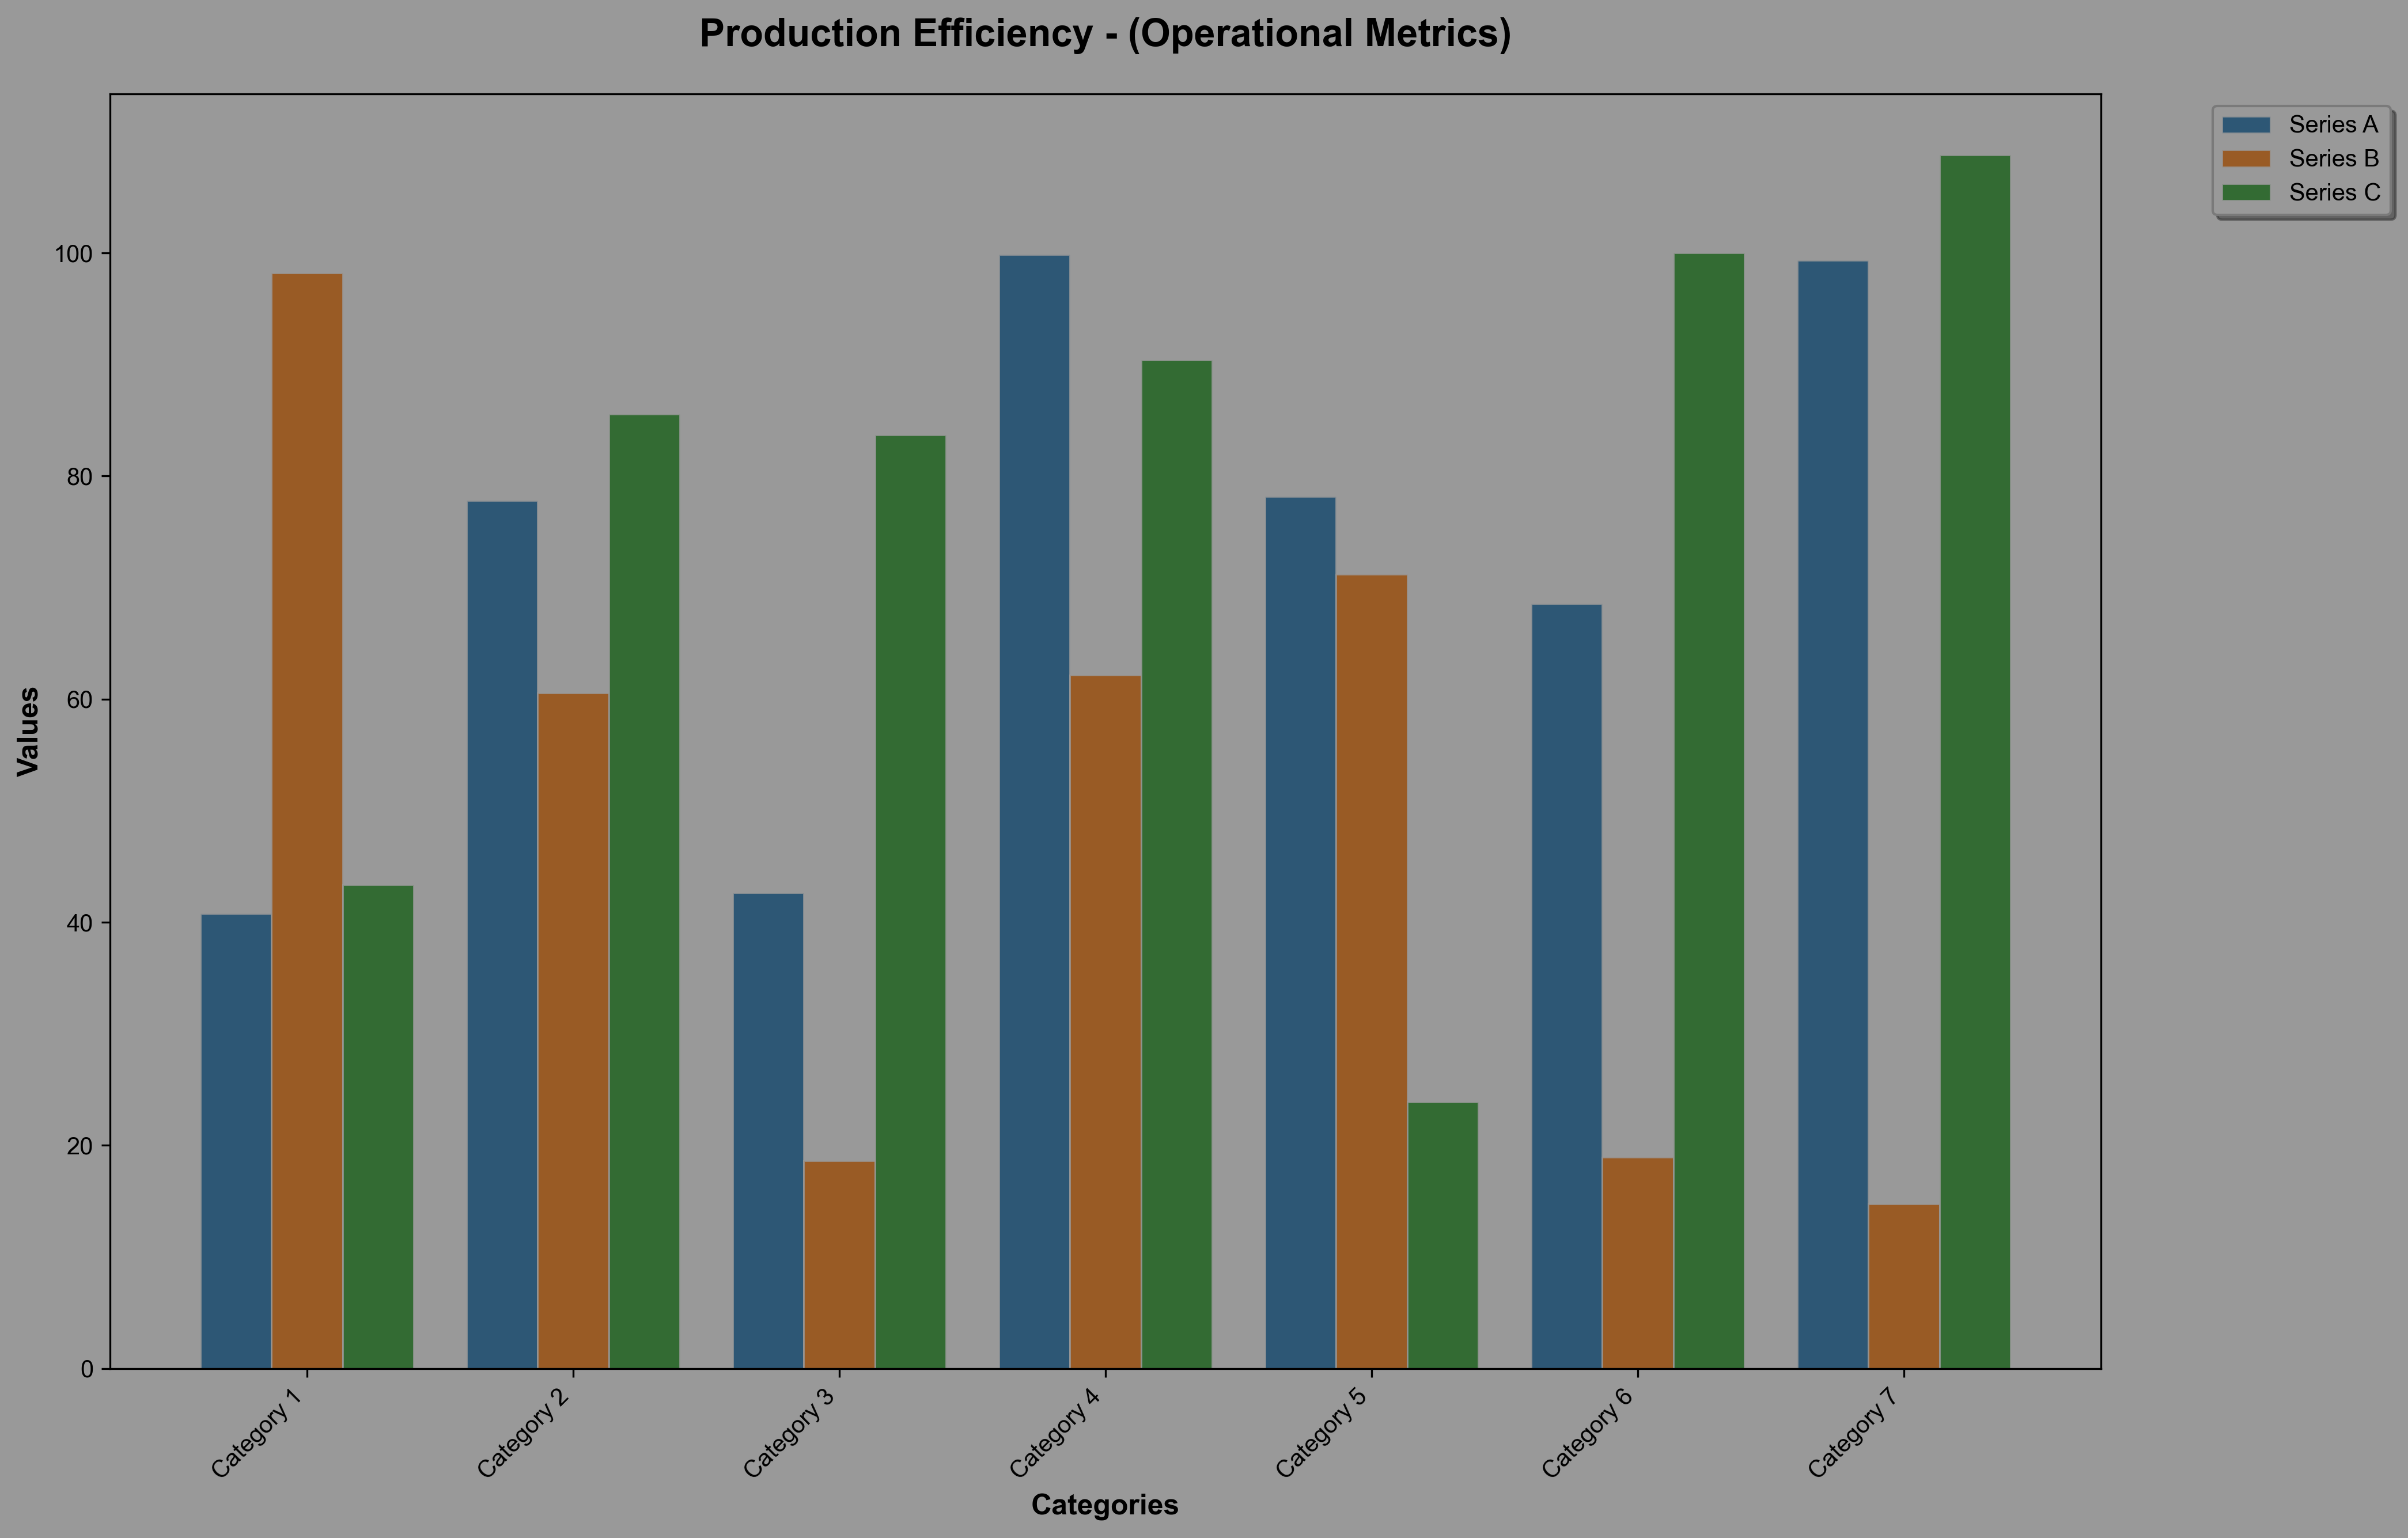 Production Efficiency - (Operational Metrics)
Series A
Series B
Series C
100
80
60
40
20
0
Values
Category 1
Category 2
Category 3
Category 4
Category 5
Category 6
Category 7
Categories